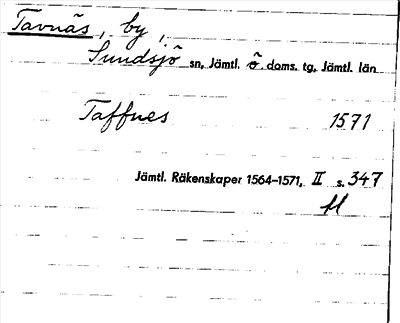 Tavnäs, by,
Sundsjö sn, Jämtl. ö. doms. tg, Jämtl. län
Taffnes 1571
Jämtl. Räkenskaper 1564–1571, II s. 347